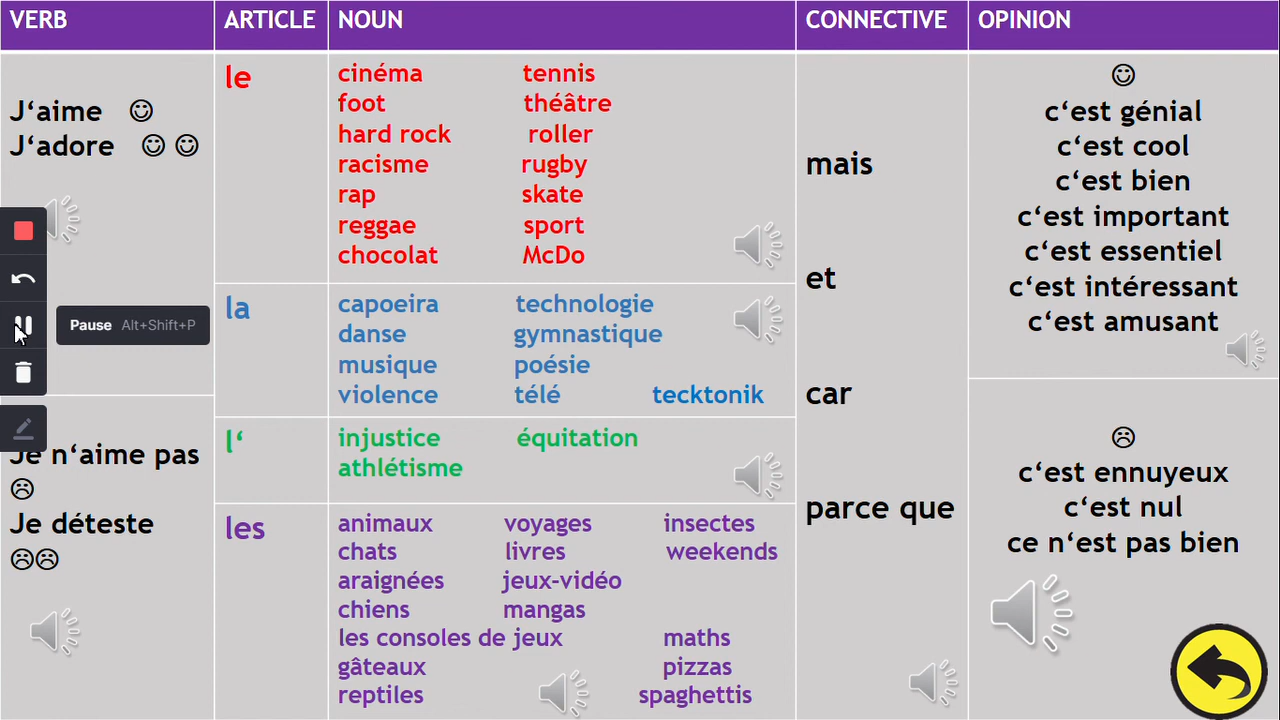 VERB ARTICLE NOUN CONNECTIVE OPINION
J‘aime
J‘adore
Pause Alt+Shift+P
Je n‘aime pas
Je déteste
le
cinéma tennis
foot théâtre
hard rock roller
racisme rugby
rap skate
reggae sport
chocolat McDo
la
capoeira technologie
danse gymnastique
musique poésie
violence télé tecktonik
l‘
injustice équitation
athlétisme
les
animaux voyages insectes
chats livres weekends
araignées jeux-vidéo
chiens mangas
les consoles de jeux maths
gâteaux pizzas
reptiles spaghettis
mais
et
car
parce que
c‘est génial
c‘est cool
c‘est bien
c‘est important
c‘est essentiel
c‘est intéressant
c‘est amusant
c‘est ennuyeux
c‘est nul
ce n‘est pas bien